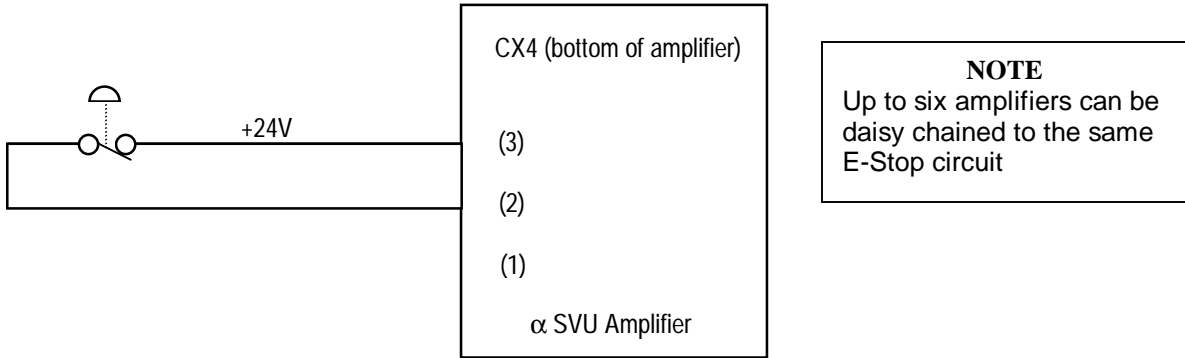 CX4 (bottom of amplifier)
+24V
(3)
(2)
(1)
α SVU Amplifier
NOTE
Up to six amplifiers can be
daisy chained to the same
E-Stop circuit